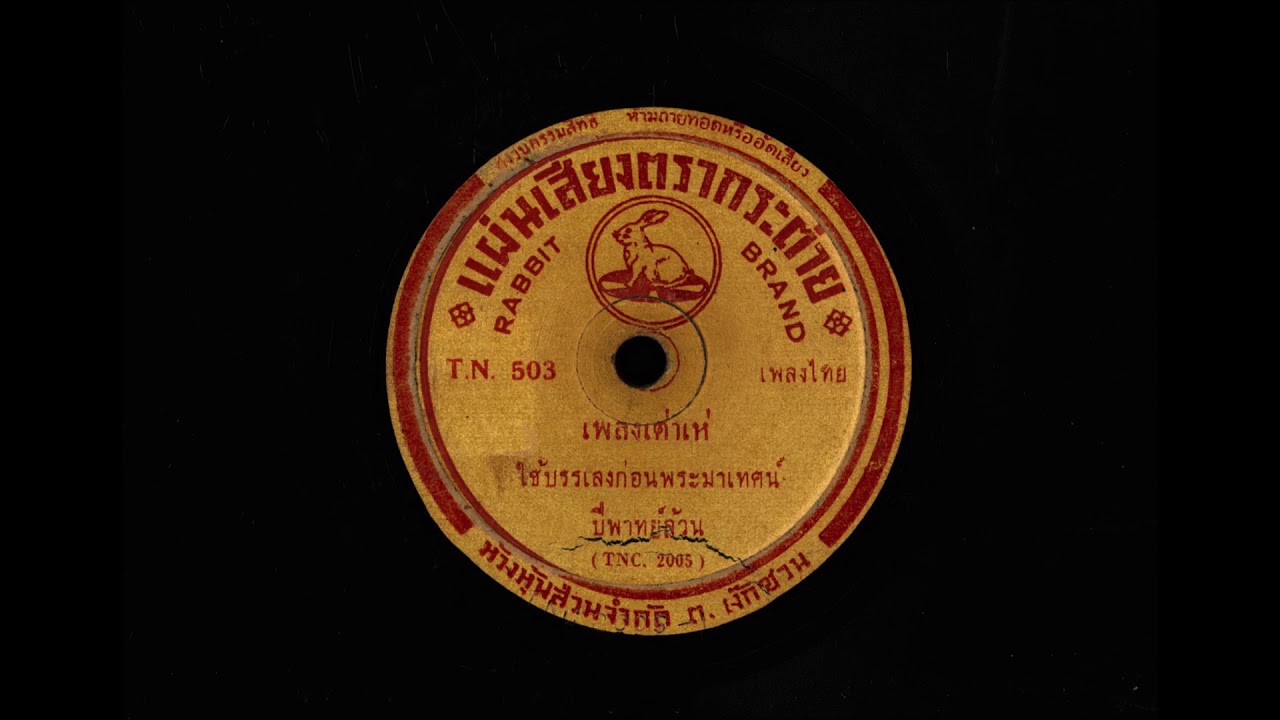 สงวนกรรมสิทธิ์ ห้ามถ่ายทอดหรืออัดเสียง
แผ่นเสียงตรากระต่าย
RABBIT BRAND
T.N. 503
เพลงไทย
เพลงเต่าเห่
ใช้บรรเลงก่อนพระมาเทศน์
ปี่พาทย์ล้วน
(TNC. 2005)
ห้างหุ้นส่วนจำกัด ต. เง็กชวน